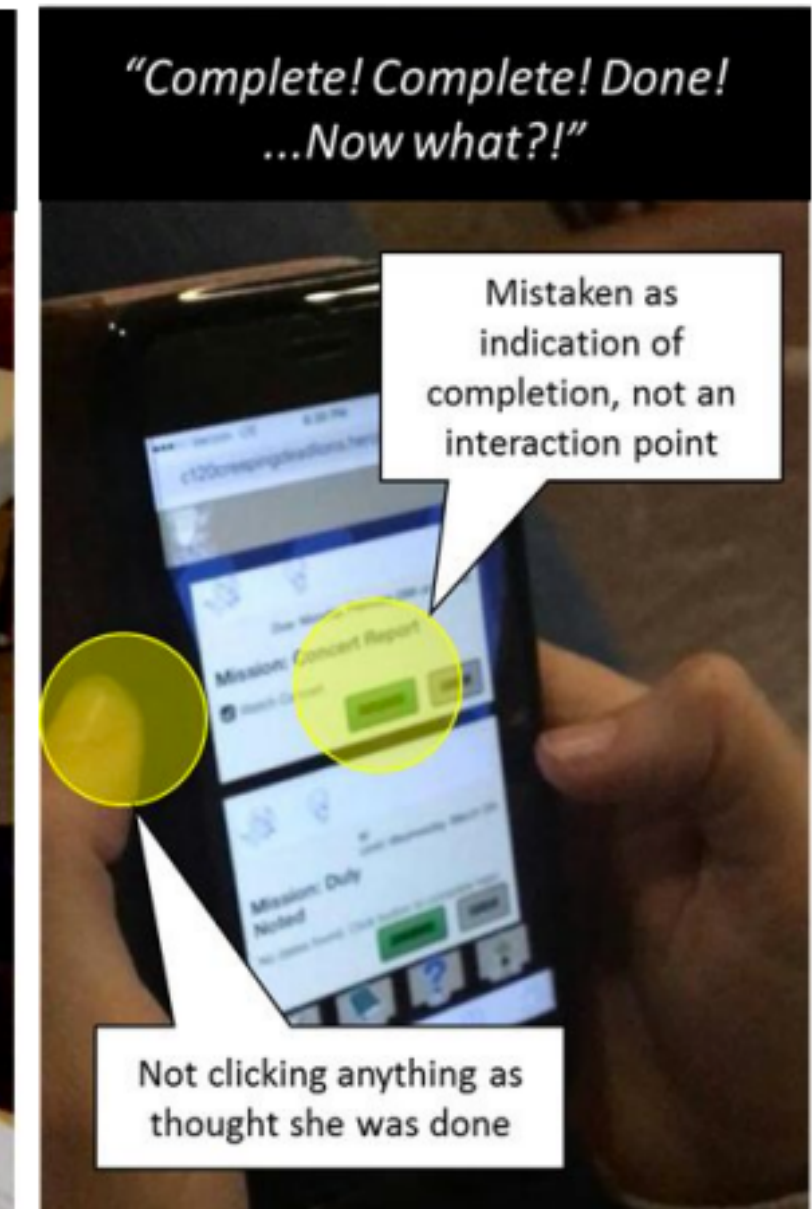 “Complete! Complete! Done!
...Now what?!”
Mistaken as
indication of
completion, not an
interaction point
Mission: Concert Report
Mission: Duly
Noted
?
Not clicking anything as
thought she was done